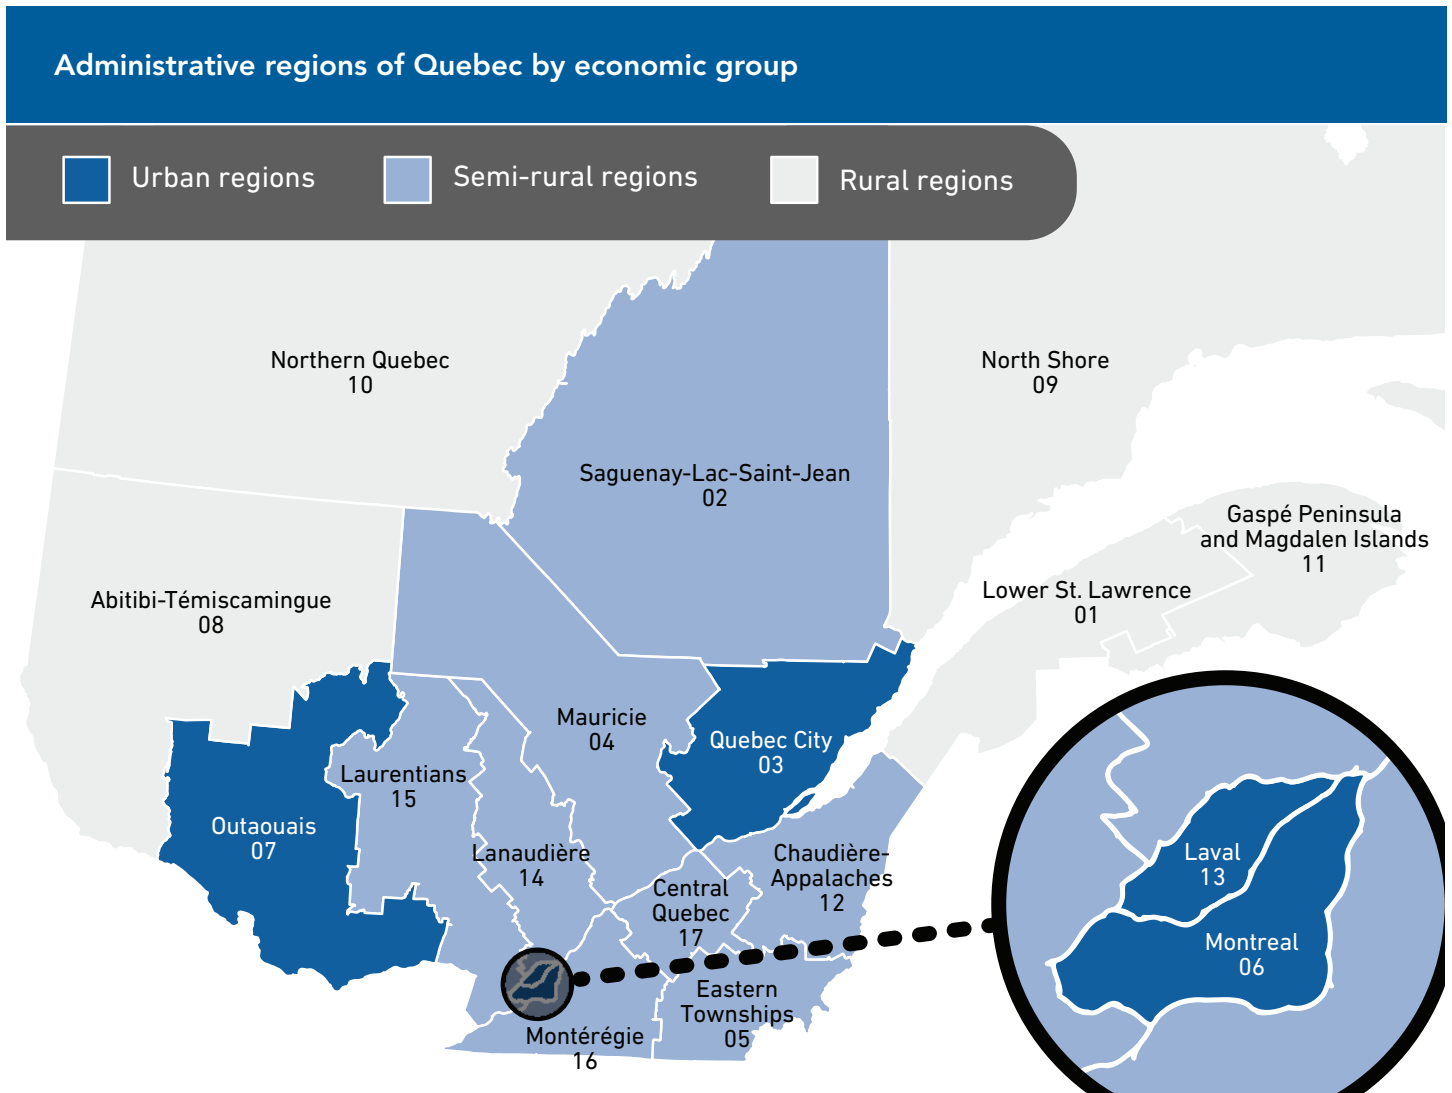 Administrative regions of Quebec by economic group
Urban regions
Semi-rural regions
Rural regions
Northern Quebec
10
North Shore
09
Saguenay-Lac-Saint-Jean
02
Gaspé Peninsula
and Magdalen Islands
11
Abitibi-Témiscamingue
08
Lower St. Lawrence
01
Mauricie
04
Quebec City
03
Laurentians
15
Outaouais
07
Lanaudière
14
Chaudière-
Appalaches
12
Central
Quebec
17
Laval
13
Montreal
06
Eastern
Townships
05
Montérégie
16